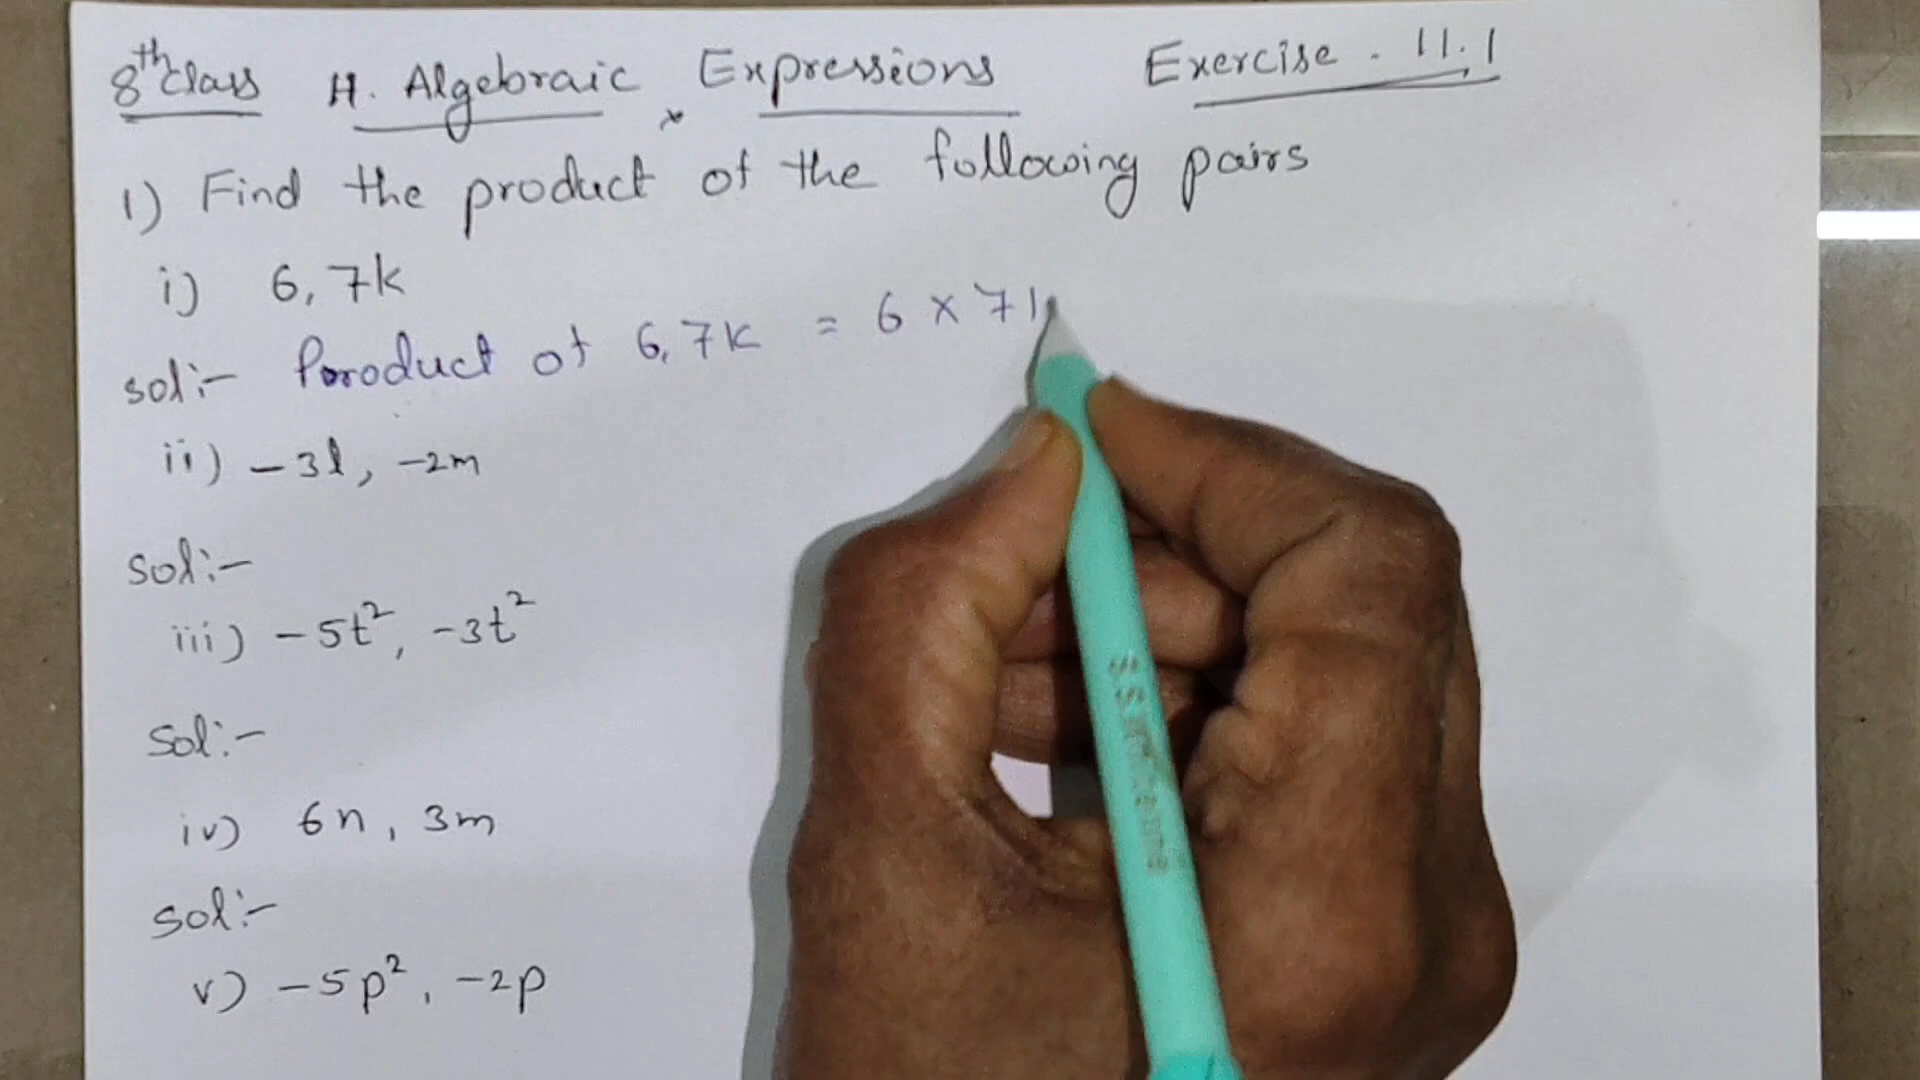 8th class 11. Algebraic Expressions Exercise - 11.1
1) Find the product of the following pairs
i) 6, 7k
sol:- Product of 6, 7k = 6 × 7k
ii) -3l, -2m
sol:-
iii) -5t², -3t²
sol:-
iv) 6n, 3m
sol:-
v) -5p², -2p